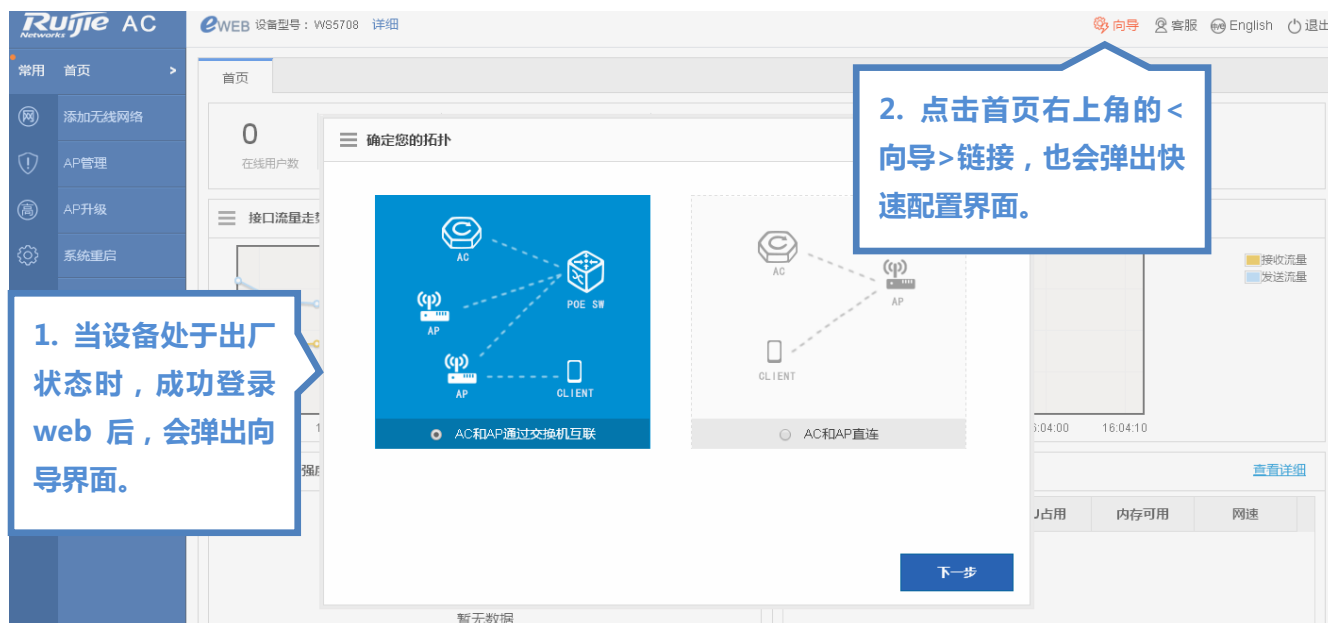 Ruijie AC
Networks
eWEB 设备型号：WS5708 详细
向导 客服 English 退出
常用 首页 >
网 添加无线网络
AP管理
高 AP升级
系统重启
首页
0
在线用户数
接口流量走势
确定您的拓扑
AC
POE SW
AP
AP
CLIENT
AC和AP通过交换机互联
AC
AP
CLIENT
AC和AP直连
下一步
1. 当设备处于出厂
状态时，成功登录
web 后，会弹出向
导界面。
2. 点击首页右上角的<
向导>链接，也会弹出快
速配置界面。
接收流量
发送流量
:04:00 16:04:10
查看详细
占用 内存可用 网速
暂无数据